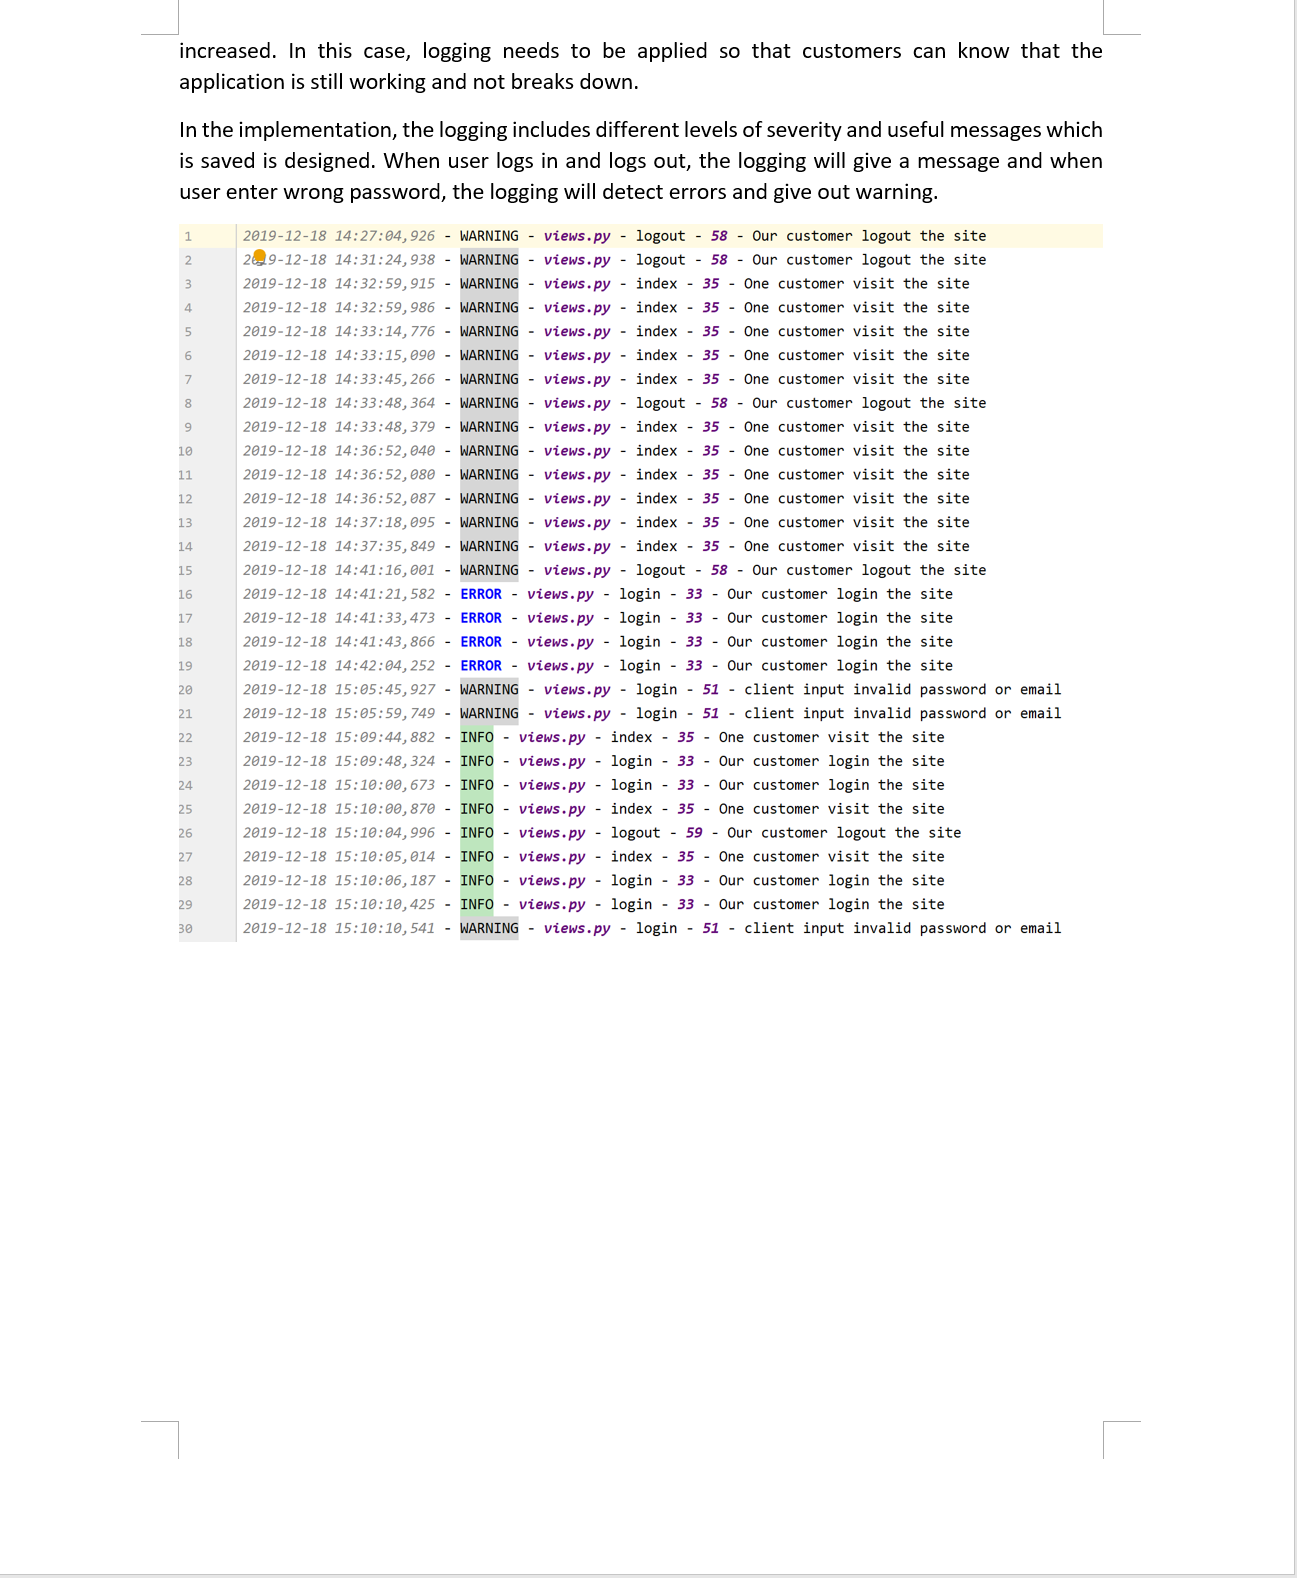 increased. In this case, logging needs to be applied so that customers can know that the
application is still working and not breaks down.
In the implementation, the logging includes different levels of severity and useful messages which
is saved is designed. When user logs in and logs out, the logging will give a message and when
user enter wrong password, the logging will detect errors and give out warning.
1 2019-12-18 14:27:04,926 - WARNING - views.py - logout - 58 - Our customer logout the site
2 2019-12-18 14:31:24,938 - WARNING - views.py - logout - 58 - Our customer logout the site
3 2019-12-18 14:32:59,915 - WARNING - views.py - index - 35 - One customer visit the site
4 2019-12-18 14:32:59,986 - WARNING - views.py - index - 35 - One customer visit the site
5 2019-12-18 14:33:14,776 - WARNING - views.py - index - 35 - One customer visit the site
6 2019-12-18 14:33:15,090 - WARNING - views.py - index - 35 - One customer visit the site
7 2019-12-18 14:33:45,266 - WARNING - views.py - index - 35 - One customer visit the site
8 2019-12-18 14:33:48,364 - WARNING - views.py - logout - 58 - Our customer logout the site
9 2019-12-18 14:33:48,379 - WARNING - views.py - index - 35 - One customer visit the site
10 2019-12-18 14:36:52,040 - WARNING - views.py - index - 35 - One customer visit the site
11 2019-12-18 14:36:52,080 - WARNING - views.py - index - 35 - One customer visit the site
12 2019-12-18 14:36:52,087 - WARNING - views.py - index - 35 - One customer visit the site
13 2019-12-18 14:37:18,095 - WARNING - views.py - index - 35 - One customer visit the site
14 2019-12-18 14:37:35,849 - WARNING - views.py - index - 35 - One customer visit the site
15 2019-12-18 14:41:16,001 - WARNING - views.py - logout - 58 - Our customer logout the site
16 2019-12-18 14:41:21,582 - ERROR - views.py - login - 33 - Our customer login the site
17 2019-12-18 14:41:33,473 - ERROR - views.py - login - 33 - Our customer login the site
18 2019-12-18 14:41:43,866 - ERROR - views.py - login - 33 - Our customer login the site
19 2019-12-18 14:42:04,252 - ERROR - views.py - login - 33 - Our customer login the site
20 2019-12-18 15:05:45,927 - WARNING - views.py - login - 51 - client input invalid password or email
21 2019-12-18 15:05:59,749 - WARNING - views.py - login - 51 - client input invalid password or email
22 2019-12-18 15:09:44,882 - INFO - views.py - index - 35 - One customer visit the site
23 2019-12-18 15:09:48,324 - INFO - views.py - login - 33 - Our customer login the site
24 2019-12-18 15:10:00,673 - INFO - views.py - login - 33 - Our customer login the site
25 2019-12-18 15:10:00,870 - INFO - views.py - index - 35 - One customer visit the site
26 2019-12-18 15:10:04,996 - INFO - views.py - logout - 59 - Our customer logout the site
27 2019-12-18 15:10:05,014 - INFO - views.py - index - 35 - One customer visit the site
28 2019-12-18 15:10:06,187 - INFO - views.py - login - 33 - Our customer login the site
29 2019-12-18 15:10:10,425 - INFO - views.py - login - 33 - Our customer login the site
30 2019-12-18 15:10:10,541 - WARNING - views.py - login - 51 - client input invalid password or email